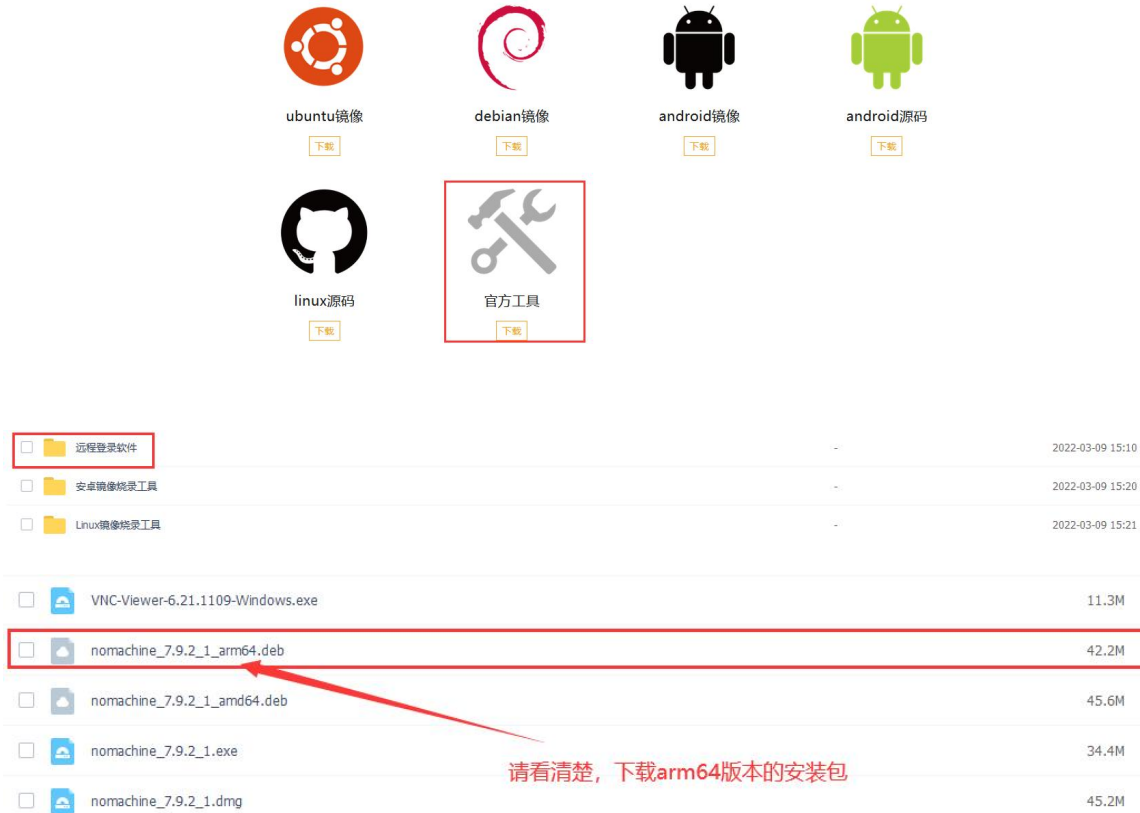 ubuntu镜像
debian镜像
android镜像
android源码
下载
下载
下载
下载
linux源码
官方工具
下载
下载
远程登录软件
-
2022-03-09 15:10
安卓镜像烧录工具
-
2022-03-09 15:20
Linux镜像烧录工具
-
2022-03-09 15:21
VNC-Viewer-6.21.1109-Windows.exe
11.3M
nomachine_7.9.2_1_arm64.deb
42.2M
nomachine_7.9.2_1_amd64.deb
45.6M
nomachine_7.9.2_1.exe
34.4M
请看清楚，下载arm64版本的安装包
nomachine_7.9.2_1.dmg
45.2M